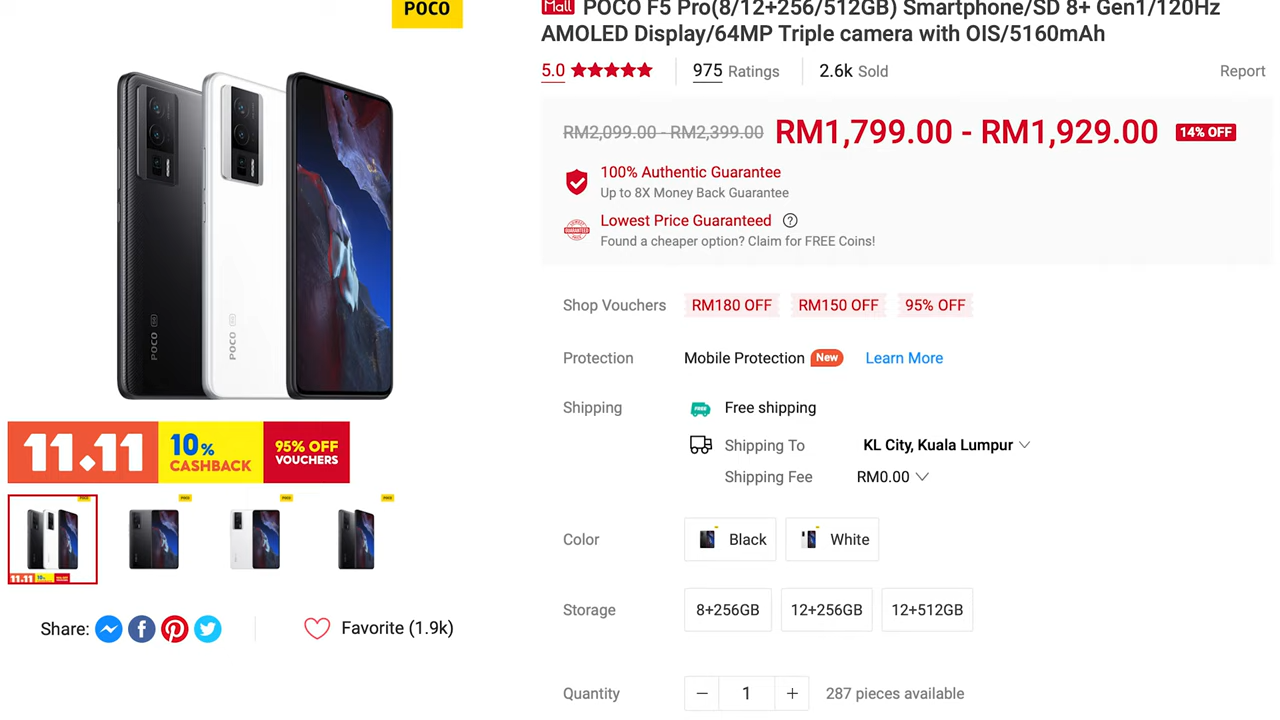 POCO
Mall POCO F5 Pro(8/12+256/512GB) Smartphone/SD 8+ Gen1/120Hz
AMOLED Display/64MP Triple camera with OIS/5160mAh
5.0
975 Ratings
2.6k Sold
Report
RM2,099.00 - RM2,399.00 RM1,799.00 - RM1,929.00 14% OFF
100% Authentic Guarantee
Up to 8X Money Back Guarantee
Lowest Price Guaranteed ?
GUARANTEED
Found a cheaper option? Claim for FREE Coins!
POCO 5G
POCO 5G
Shop Vouchers RM180 OFF RM150 OFF 95% OFF
Protection Mobile Protection New Learn More
Shipping FREE Free shipping
Shipping To KL City, Kuala Lumpur
Shipping Fee RM0.00
11.11
10%
CASHBACK
95% OFF
VOUCHERS
Color Black White
Storage 8+256GB 12+256GB 12+512GB
Share:
Favorite (1.9k)
Quantity − 1 + 287 pieces available